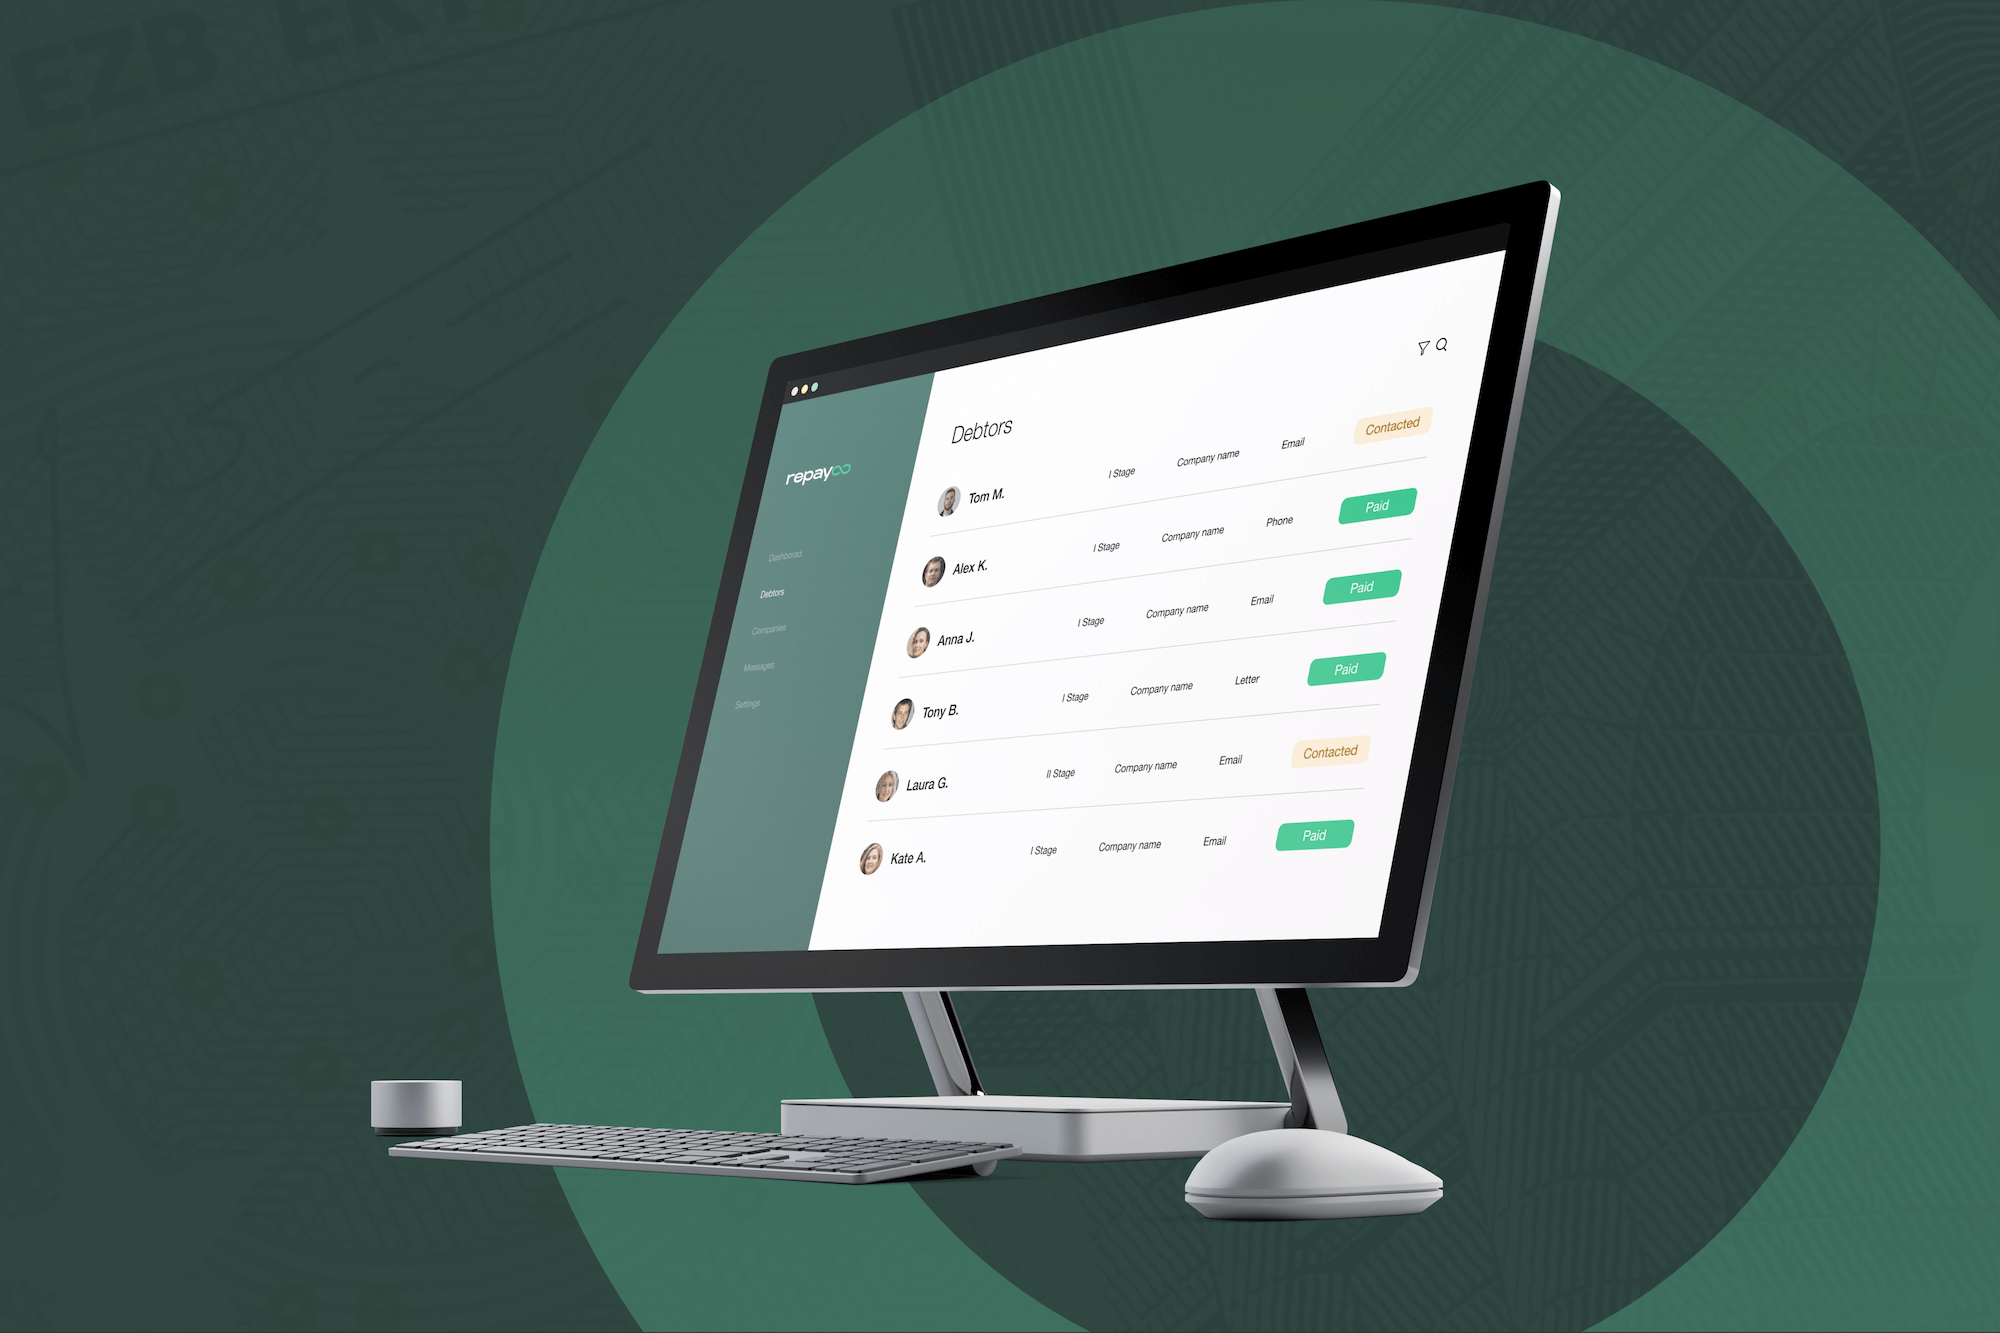 EZB EK
repay
Dashborad
Debtors
Companies
Messages
Settings
Debtors
Tom M. I Stage Company name Email Contacted
Alex K. I Stage Company name Phone Paid
Anna J. I Stage Company name Email Paid
Tony B. I Stage Company name Letter Paid
Laura G. II Stage Company name Email Contacted
Kate A. I Stage Company name Email Paid